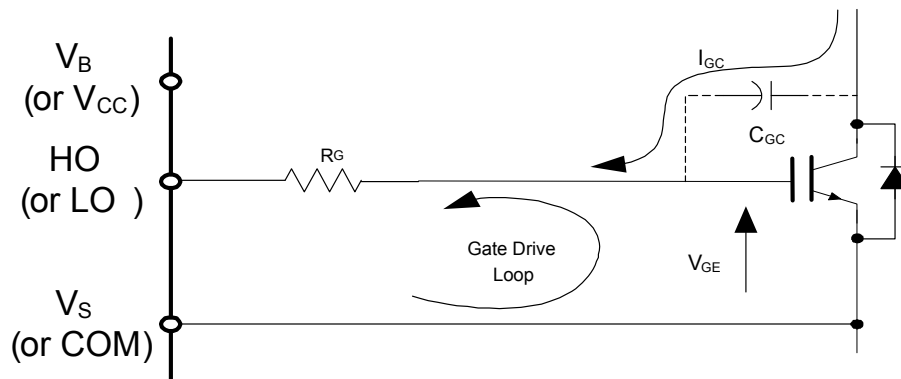 V_B
(or V_CC)
HO
(or LO )
V_S
(or COM)
R_G
Gate Drive
Loop
I_GC
C_GC
V_GE